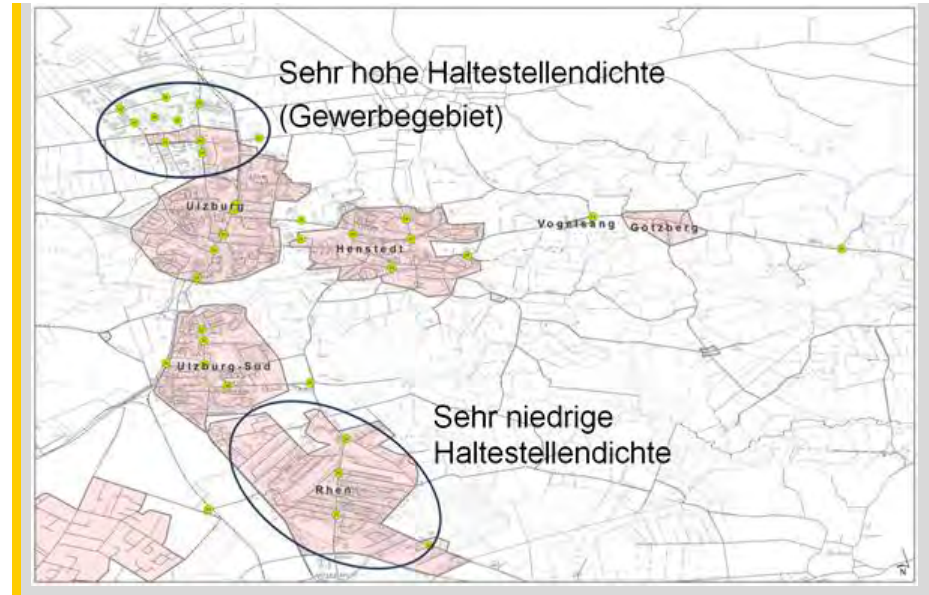 Sehr hohe Haltestellendichte
(Gewerbegebiet)
Ulzburg
Henstedt
Vogelsang
Götzberg
Ulzburg-Süd
Sehr niedrige
Haltestellendichte
Rhen
N